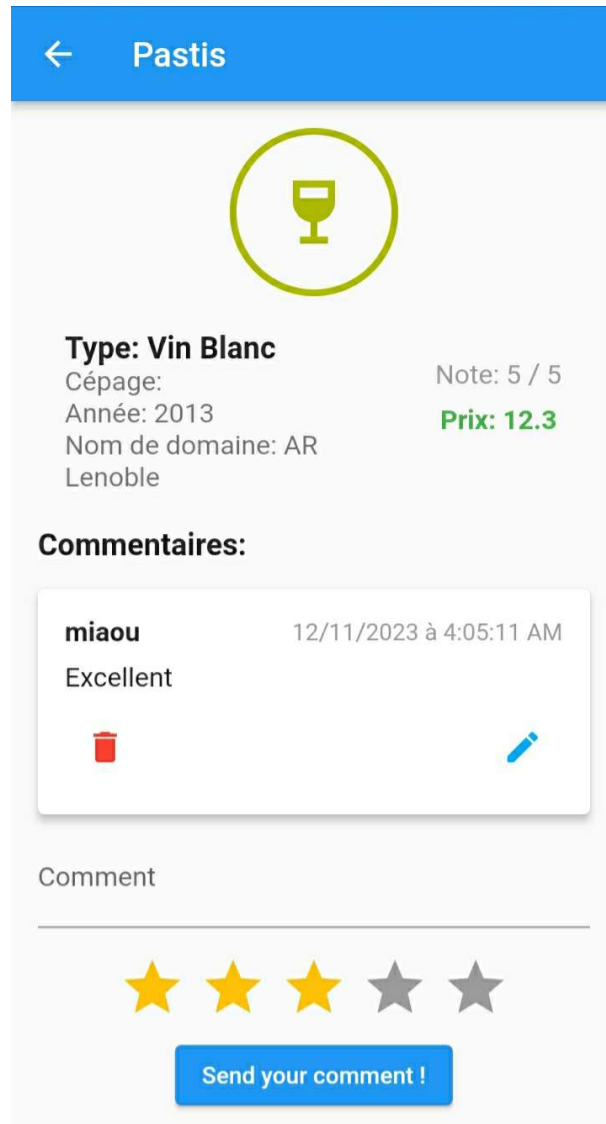 Pastis
Type: Vin Blanc
Cépage:
Année: 2013
Nom de domaine: AR
Lenoble
Note: 5 / 5
Prix: 12.3
Commentaires:
miaou 12/11/2023 à 4:05:11 AM
Excellent
Comment
Send your comment !